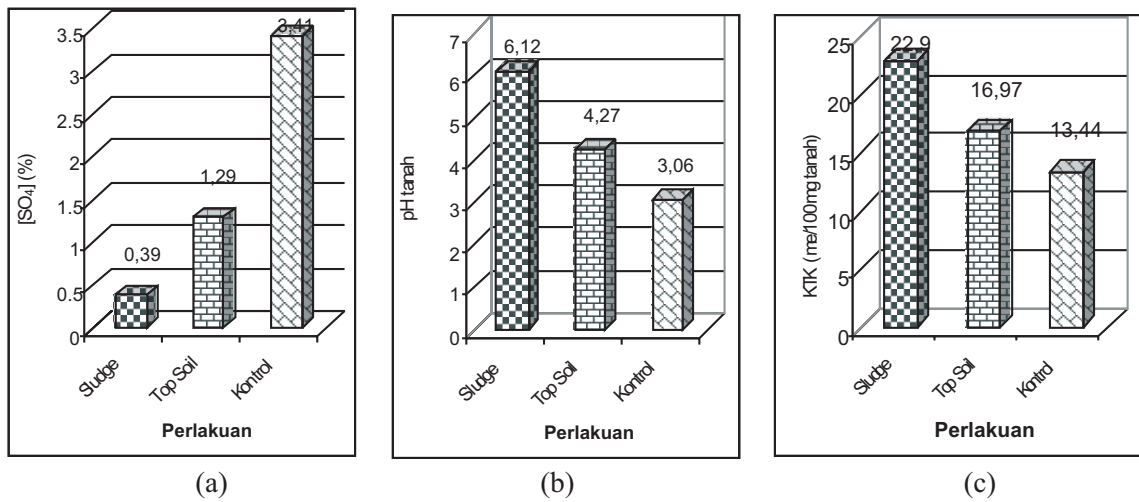 3,41
3.5
3
2.5
2
1.5
1
0.5
0
[SO4] (%)
1,29
0,39
Sludge
Top Soil
Kontrol
Perlakuan
(a)
7
6
5
4
3
2
1
0
pH tanah
6,12
4,27
3,06
Sludge
Top Soil
Kontrol
Perlakuan
(b)
25
20
15
10
5
0
KTK (me/100mg tanah)
22,9
16,97
13,44
Sludge
Top Soil
Kontrol
Perlakuan
(c)